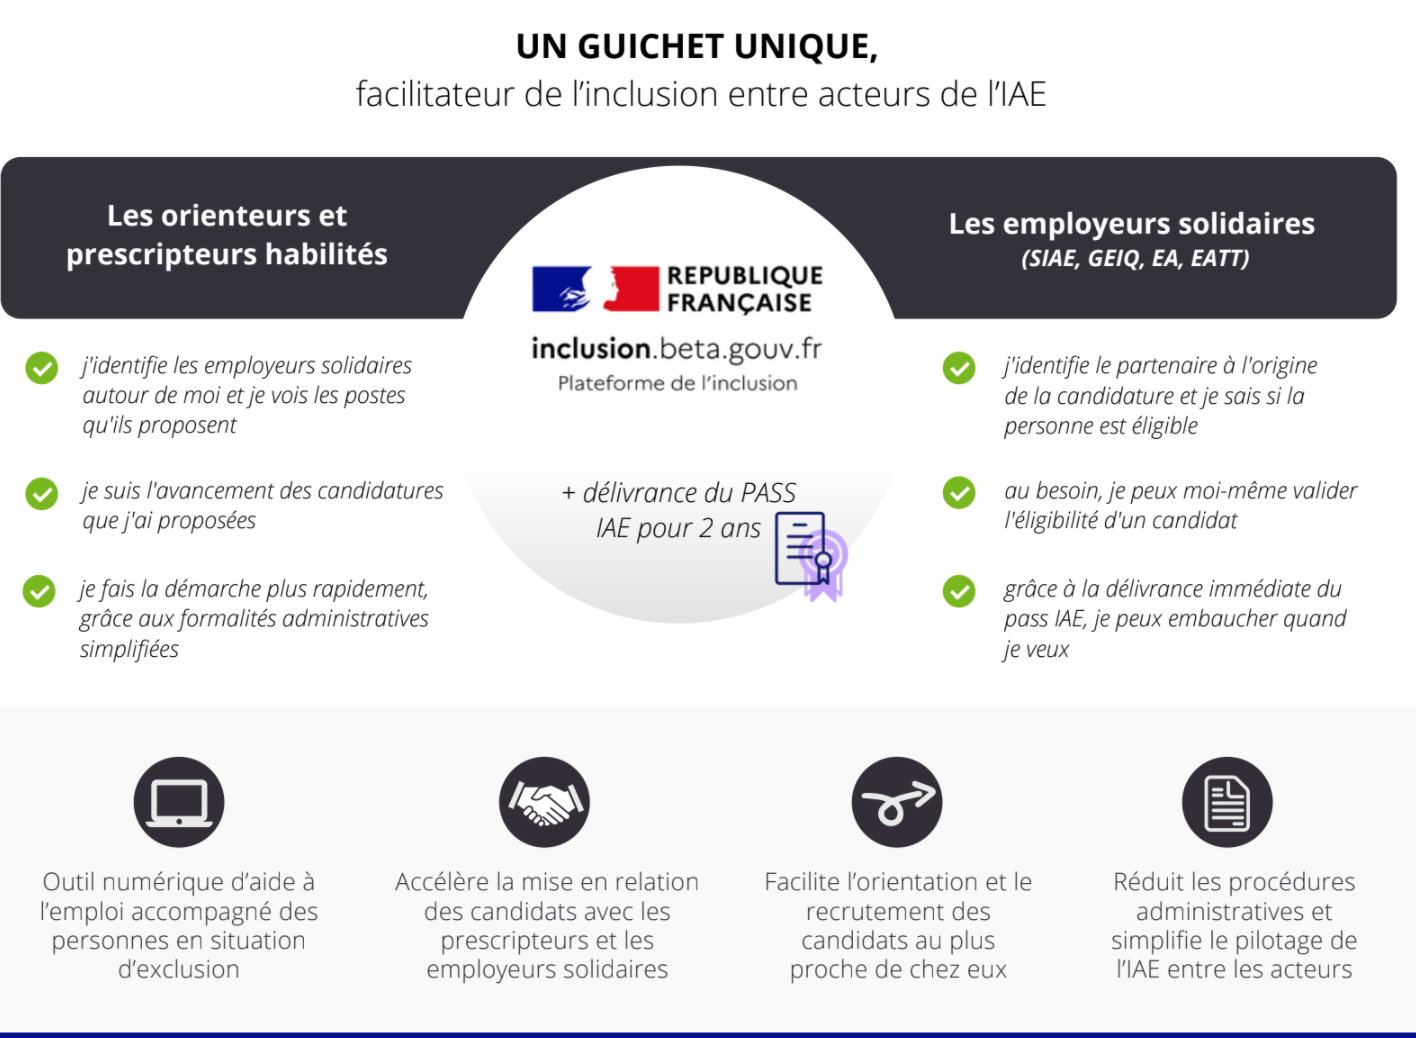 UN GUICHET UNIQUE,
facilitateur de l’inclusion entre acteurs de l’IAE
Les orienteurs et
prescripteurs habilités
j'identifie les employeurs solidaires
autour de moi et je vois les postes
qu'ils proposent
je suis l'avancement des candidatures
que j'ai proposées
je fais la démarche plus rapidement,
grâce aux formalités administratives
simplifiées
REPUBLIQUE
FRANÇAISE
inclusion.beta.gouv.fr
Plateforme de l’inclusion
+ délivrance du PASS
IAE pour 2 ans
Les employeurs solidaires
(SIAE, GEIQ, EA, EATT)
j'identifie le partenaire à l'origine
de la candidature et je sais si la
personne est éligible
au besoin, je peux moi-même valider
l'éligibilité d'un candidat
grâce à la délivrance immédiate du
pass IAE, je peux embaucher quand
je veux
Outil numérique d’aide à
l’emploi accompagné des
personnes en situation
d’exclusion
Accélère la mise en relation
des candidats avec les
prescripteurs et les
employeurs solidaires
Facilite l’orientation et le
recrutement des
candidats au plus
proche de chez eux
Réduit les procédures
administratives et
simplifie le pilotage de
l’IAE entre les acteurs